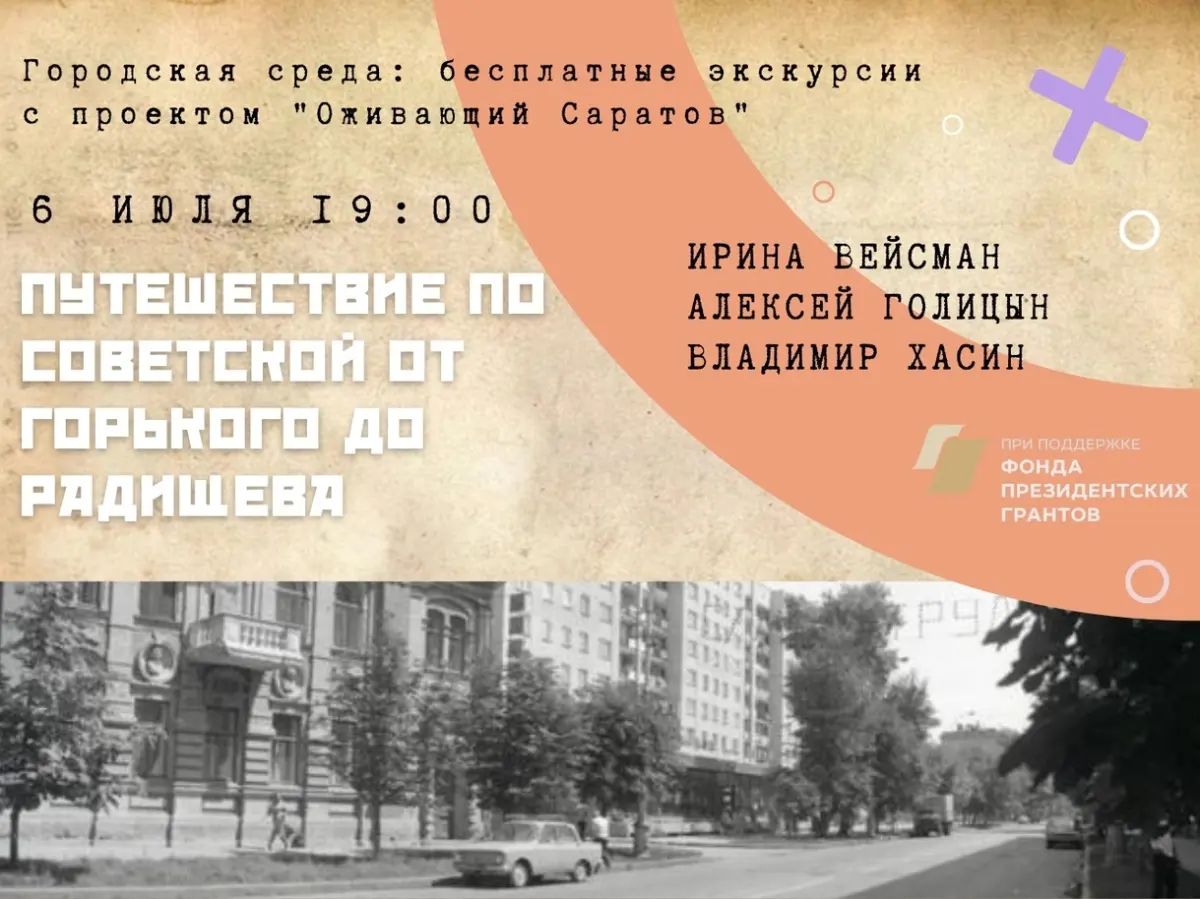 Городская среда: бесплатные экскурсии
с проектом "Оживающий Саратов"
6 ИЮЛЯ 19:00
ПУТЕШЕСТВИЕ ПО
СОВЕТСКОЙ ОТ
ГОРЬКОГО ДО
РАДИЩЕВА
ИРИНА ВЕЙСМАН
АЛЕКСЕЙ ГОЛИЦЫН
ВЛАДИМИР ХАСИН
ПРИ ПОДДЕРЖКЕ
ФОНДА
ПРЕЗИДЕНТСКИХ
ГРАНТОВ